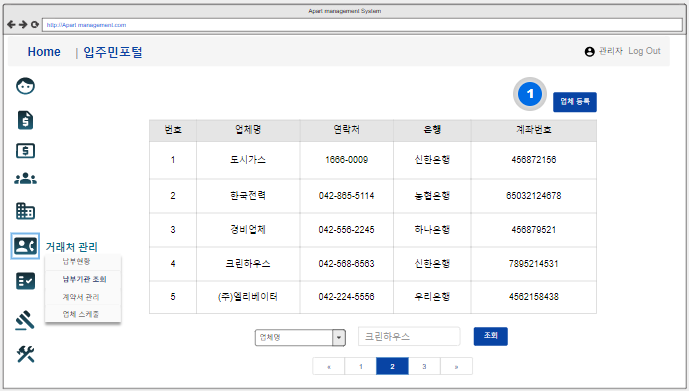 Apart management System
http://Apart management.com
Home | 입주민포털
관리자 Log Out
1
업체 등록
번호 업체명 연락처 은행 계좌번호
1 도시가스 1666-0009 신한은행 456872156
2 한국전력 042-865-5114 농협은행 65032124678
3 경비업체 042-556-2245 하나은행 456879521
4 크린하우스 042-568-6563 신한은행 7895214531
5 (주)엘리베이터 042-224-5556 우리은행 4562158438
거래처 관리
납부현황
납부기관 조회
계약서 관리
업체 스케줄
업체명 크린하우스 조회
« 1 2 3 »